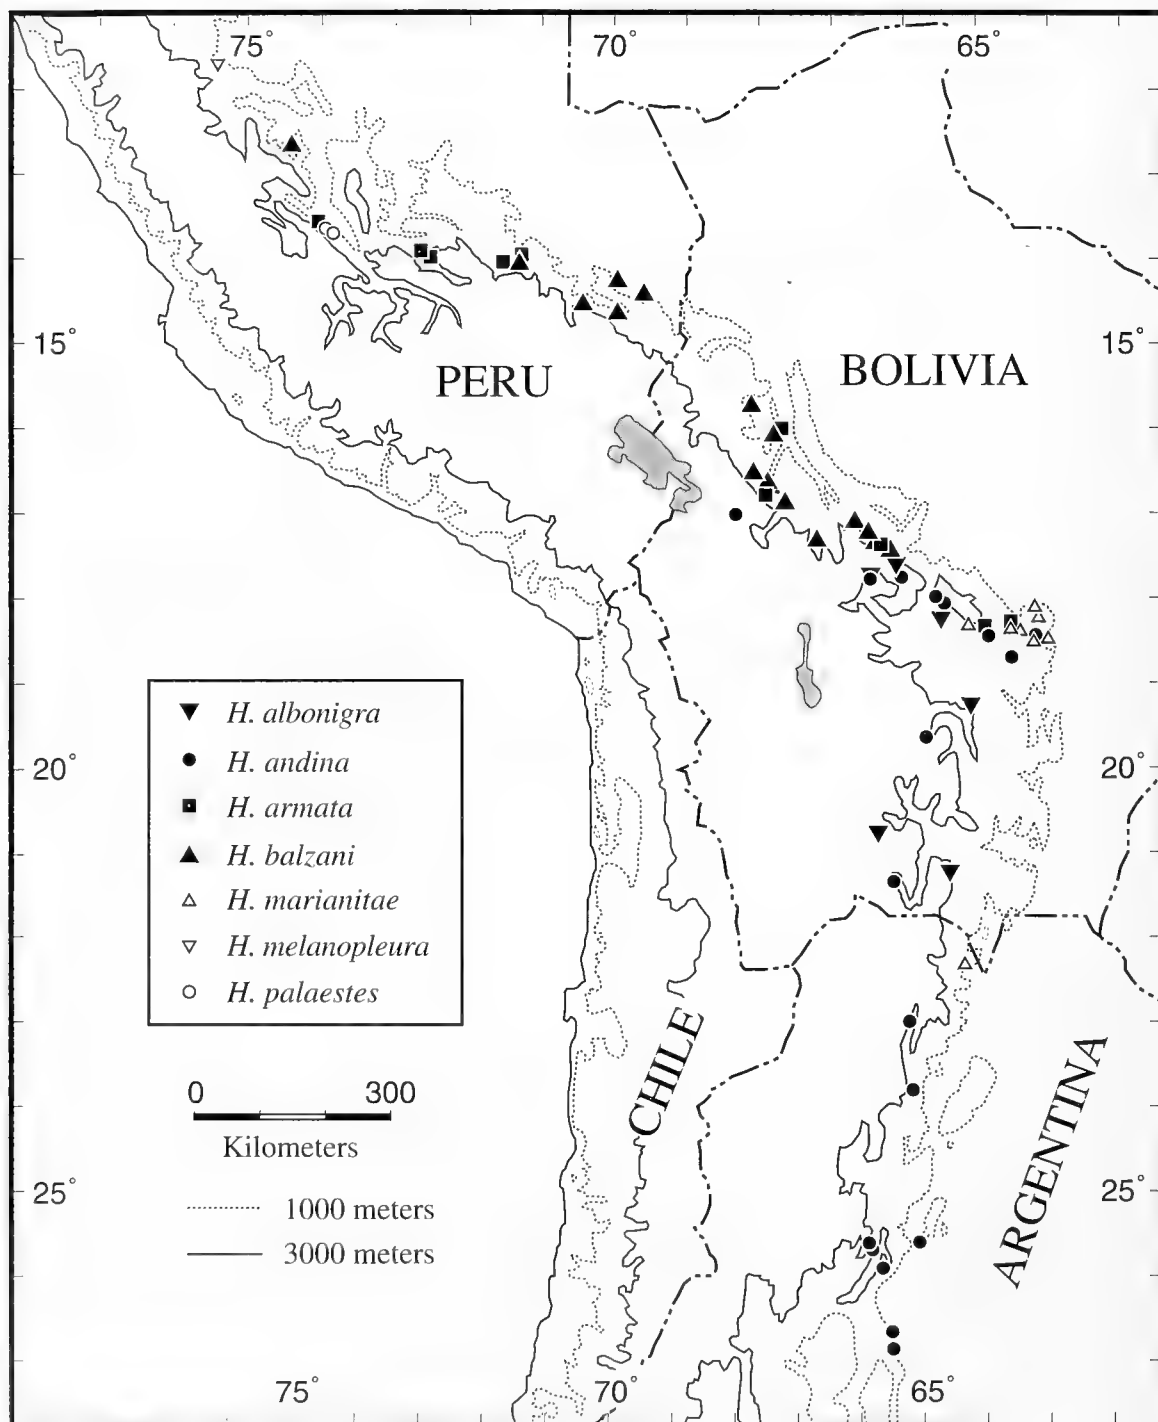 75° 70° 65°
15° 15°
PERU
BOLIVIA
H. albonigra
H. andina
H. armata
H. balzani
H. marianitae
H. melanopleura
H. palaestes
20° 20°
0 300
Kilometers
1000 meters
3000 meters
CHILE
ARGENTINA
25° 25°
75° 70° 65°